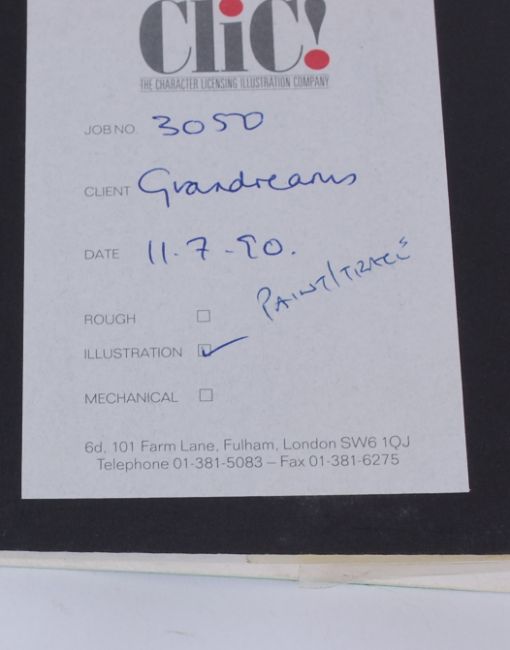 CLiC!
THE CHARACTER LICENSING ILLUSTRATION COMPANY
JOB NO. 3050
CLIENT Grandreams
DATE 11.7.90.
PAINT/TRACE
ROUGH
ILLUSTRATION
MECHANICAL
6d, 101 Farm Lane, Fulham, London SW6 1QJ
Telephone 01-381-5083 – Fax 01-381-6275